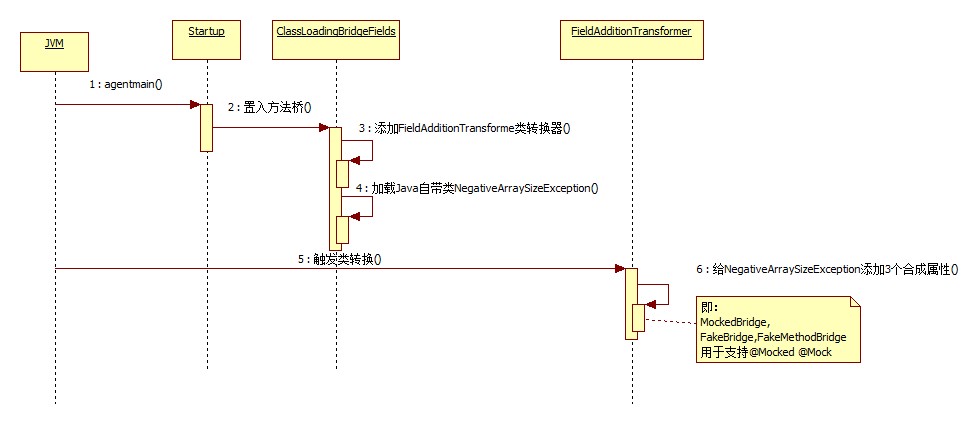 JVM
Startup
ClassLoadingBridgeFields
FieldAdditionTransformer
1 : agentmain()
2 : 置入方法桥()
3 : 添加FieldAdditionTransforme类转换器()
4 : 加载Java自带类NegativeArraySizeException()
5 : 触发类转换()
6 : 给NegativeArraySizeException添加3个合成属性()
即：
MockedBridge,
FakeBridge,FakeMethodBridge
用于支持@Mocked @Mock